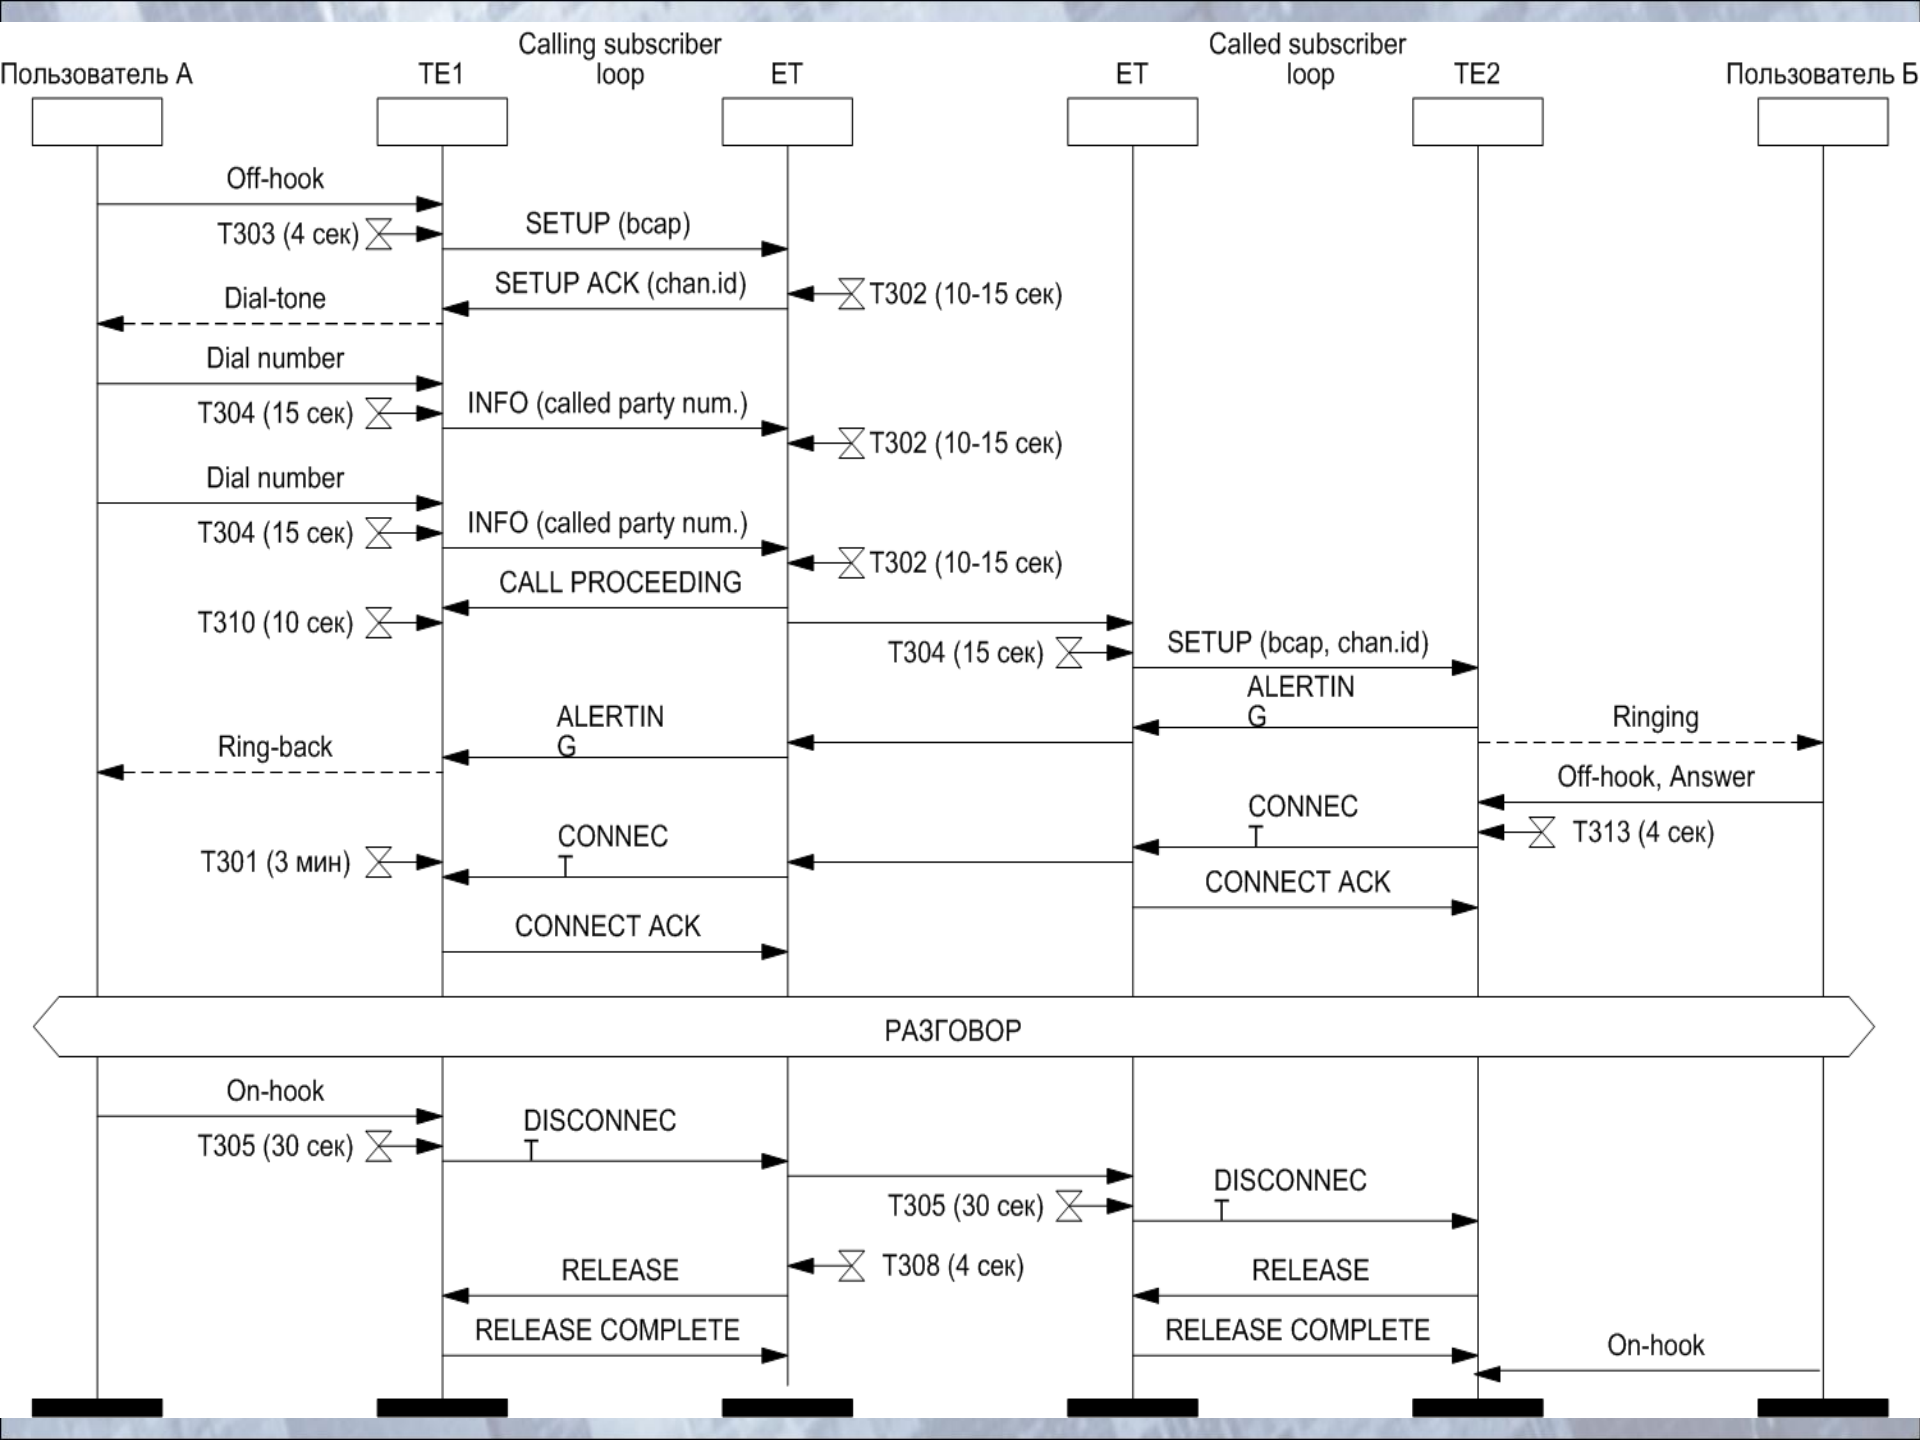 Calling subscriber
Called subscriber
Пользователь А
TE1
loop
ET
ET
loop
TE2
Пользователь Б
Off-hook
T303 (4 сек)
SETUP (bcap)
SETUP ACK (chan.id)
T302 (10-15 сек)
Dial-tone
Dial number
T304 (15 сек)
INFO (called party num.)
T302 (10-15 сек)
Dial number
T304 (15 сек)
INFO (called party num.)
T302 (10-15 сек)
CALL PROCEEDING
T310 (10 сек)
T304 (15 сек)
SETUP (bcap, chan.id)
ALERTIN
G
Ringing
ALERTIN
G
Ring-back
Off-hook, Answer
CONNEC
T
T313 (4 сек)
CONNEC
T
T301 (3 мин)
CONNECT ACK
CONNECT ACK
РАЗГОВОР
On-hook
T305 (30 сек)
DISCONNEC
T
T305 (30 сек)
DISCONNEC
T
T308 (4 сек)
RELEASE
RELEASE
RELEASE COMPLETE
RELEASE COMPLETE
On-hook